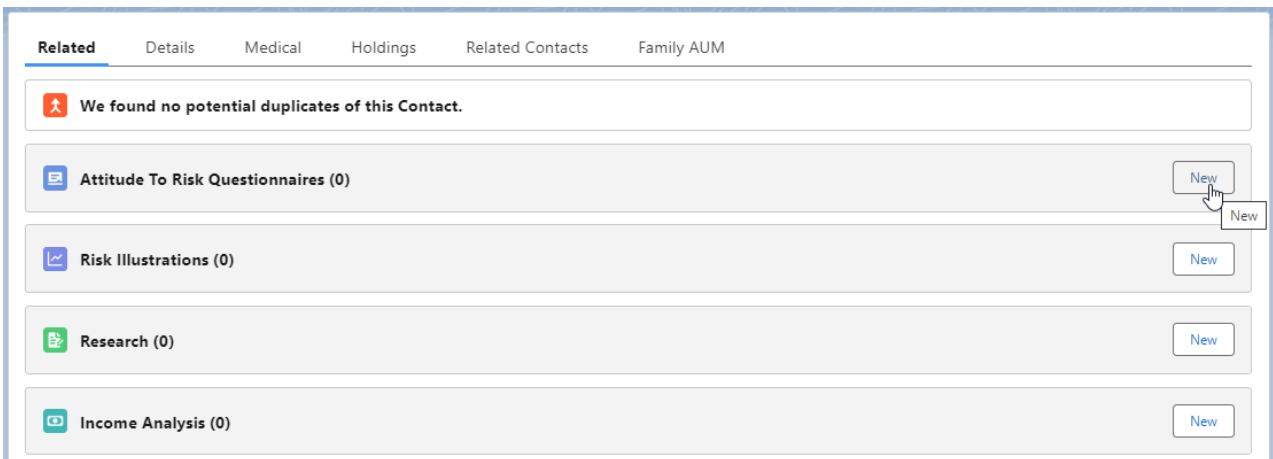 Related Details Medical Holdings Related Contacts Family AUM
We found no potential duplicates of this Contact.
Attitude To Risk Questionnaires (0) New
New
Risk Illustrations (0) New
Research (0) New
Income Analysis (0) New